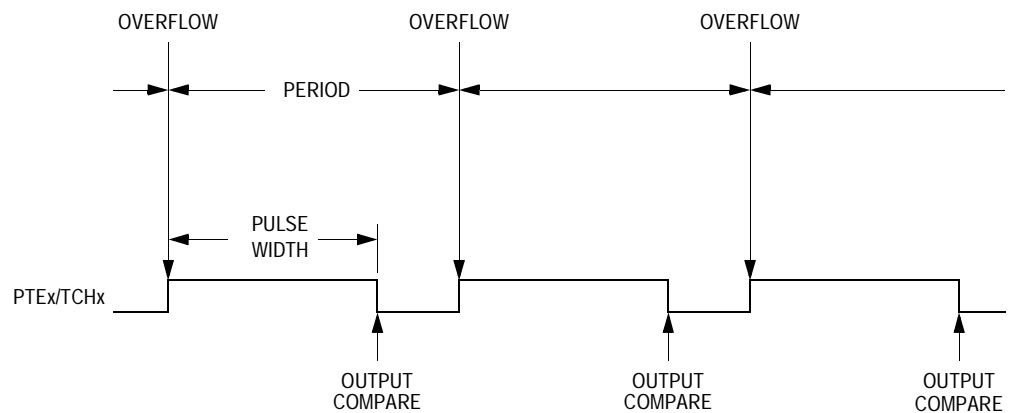 OVERFLOW
OVERFLOW
OVERFLOW
PERIOD
PULSE
WIDTH
PTEx/TCHx
OUTPUT
COMPARE
OUTPUT
COMPARE
OUTPUT
COMPARE